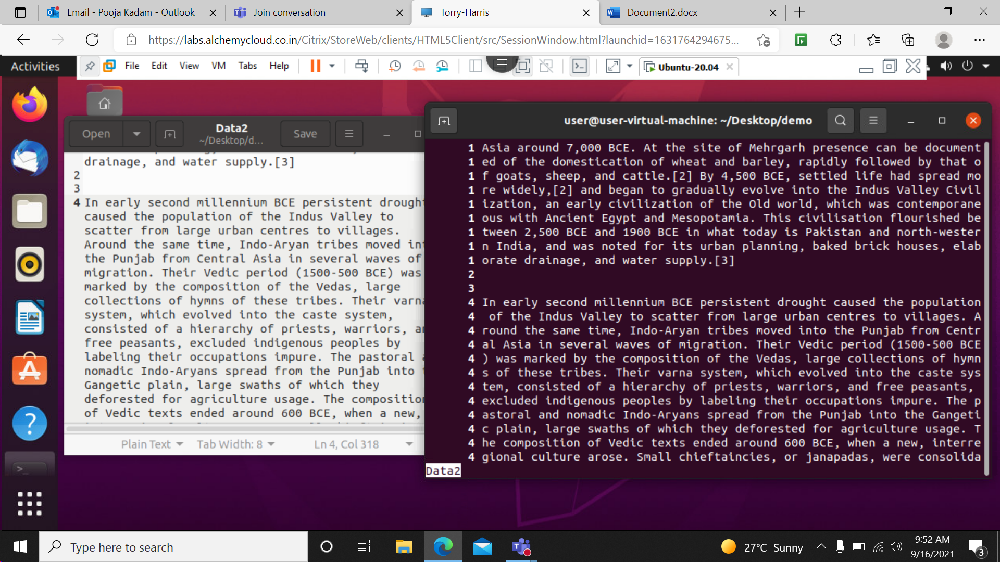 Email - Pooja Kadam - Outlook
Join conversation
Torry-Harris
Document2.docx
https://labs.alchemycloud.co.in/Citrix/StoreWeb/clients/HTML5Client/src/SessionWindow.html?launchid=1631764294675...
Activities
File Edit View VM Tabs Help
Ubuntu-20.04
Open
Data2
~/Desktop/d...
Save
drainage, and water supply.[3]
2
3
4 In early second millennium BCE persistent drought
caused the population of the Indus Valley to
scatter from large urban centres to villages.
Around the same time, Indo-Aryan tribes moved int
the Punjab from Central Asia in several waves of
migration. Their Vedic period (1500-500 BCE) was
marked by the composition of the Vedas, large
collections of hymns of these tribes. Their varna
system, which evolved into the caste system,
consisted of a hierarchy of priests, warriors, an
free peasants, excluded indigenous peoples by
labeling their occupations impure. The pastoral a
nomadic Indo-Aryans spread from the Punjab into t
Gangetic plain, large swaths of which they
deforested for agriculture usage. The composition
of Vedic texts ended around 600 BCE, when a new,
Plain Text Tab Width: 8 Ln 4, Col 318
user@user-virtual-machine: ~/Desktop/demo
1 Asia around 7,000 BCE. At the site of Mehrgarh presence can be document
1 ed of the domestication of wheat and barley, rapidly followed by that o
1 f goats, sheep, and cattle.[2] By 4,500 BCE, settled life had spread mo
1 re widely,[2] and began to gradually evolve into the Indus Valley Civil
1 ization, an early civilization of the Old world, which was contemporane
1 ous with Ancient Egypt and Mesopotamia. This civilisation flourished be
1 tween 2,500 BCE and 1900 BCE in what today is Pakistan and north-wester
1 n India, and was noted for its urban planning, baked brick houses, elab
1 orate drainage, and water supply.[3]
2
3
4 In early second millennium BCE persistent drought caused the population
4  of the Indus Valley to scatter from large urban centres to villages. A
4 round the same time, Indo-Aryan tribes moved into the Punjab from Centr
4 al Asia in several waves of migration. Their Vedic period (1500-500 BCE
4 ) was marked by the composition of the Vedas, large collections of hymn
4 s of these tribes. Their varna system, which evolved into the caste sys
4 tem, consisted of a hierarchy of priests, warriors, and free peasants,
4 excluded indigenous peoples by labeling their occupations impure. The p
4 astoral and nomadic Indo-Aryans spread from the Punjab into the Gangeti
4 c plain, large swaths of which they deforested for agriculture usage. T
4 he composition of Vedic texts ended around 600 BCE, when a new, interre
4 gional culture arose. Small chieftaincies, or janapadas, were consolida
Data2
Type here to search
27°C Sunny
9:52 AM
9/16/2021
3